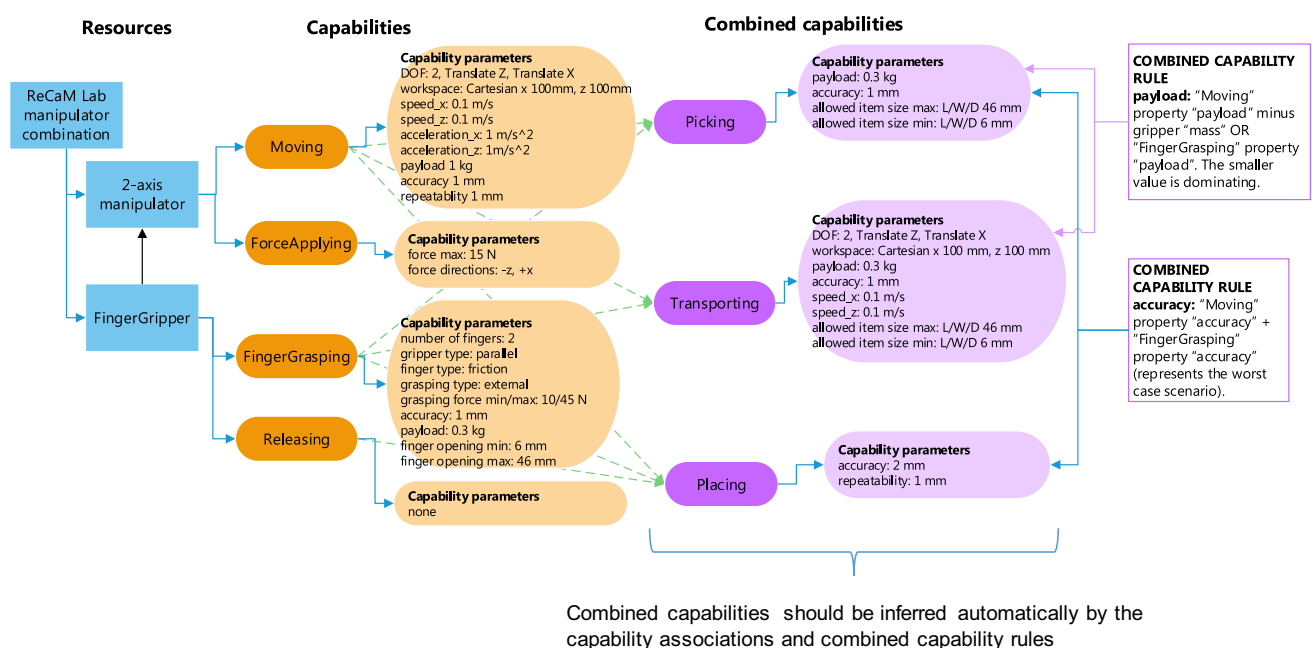 Resources
Capabilities
Combined capabilities
ReCaM Lab
manipulator
combination
2-axis
manipulator
FingerGripper
Moving
ForceApplying
FingerGrasping
Releasing
Capability parameters
DOF: 2, Translate Z, Translate X
workspace: Cartesian x 100mm, z 100mm
speed_x: 0.1 m/s
speed_z: 0.1 m/s
acceleration_x: 1 m/s^2
acceleration_z: 1m/s^2
payload 1 kg
accuracy 1 mm
repeatablity 1 mm
Capability parameters
force max: 15 N
force directions: -z, +x
Capability parameters
number of fingers: 2
gripper type: parallel
finger type: friction
grasping type: external
grasping force min/max: 10/45 N
accuracy: 1 mm
payload: 0.3 kg
finger opening min: 6 mm
finger opening max: 46 mm
Capability parameters
none
Picking
Transporting
Placing
Capability parameters
payload: 0.3 kg
accuracy: 1 mm
allowed item size max: L/W/D 46 mm
allowed item size min: L/W/D 6 mm
Capability parameters
DOF: 2, Translate Z, Translate X
workspace: Cartesian x 100 mm, z 100 mm
payload: 0.3 kg
accuracy: 1 mm
speed_x: 0.1 m/s
speed_z: 0.1 m/s
allowed item size max: L/W/D 46 mm
allowed item size min: L/W/D 6 mm
Capability parameters
accuracy: 2 mm
repeatability: 1 mm
COMBINED CAPABILITY
RULE
payload: "Moving"
property "payload" minus
gripper "mass" OR
"FingerGrasping" property
"payload". The smaller
value is dominating.
COMBINED
CAPABILITY RULE
accuracy: "Moving"
property "accuracy" +
"FingerGrasping"
property "accuracy"
(represents the worst
case scenario).
Combined capabilities should be inferred automatically by the
capability associations and combined capability rules